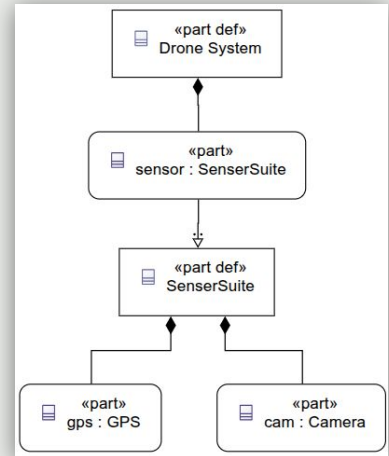 «part def»
Drone System
«part»
sensor : SenserSuite
«part def»
SenserSuite
«part»
gps : GPS
«part»
cam : Camera